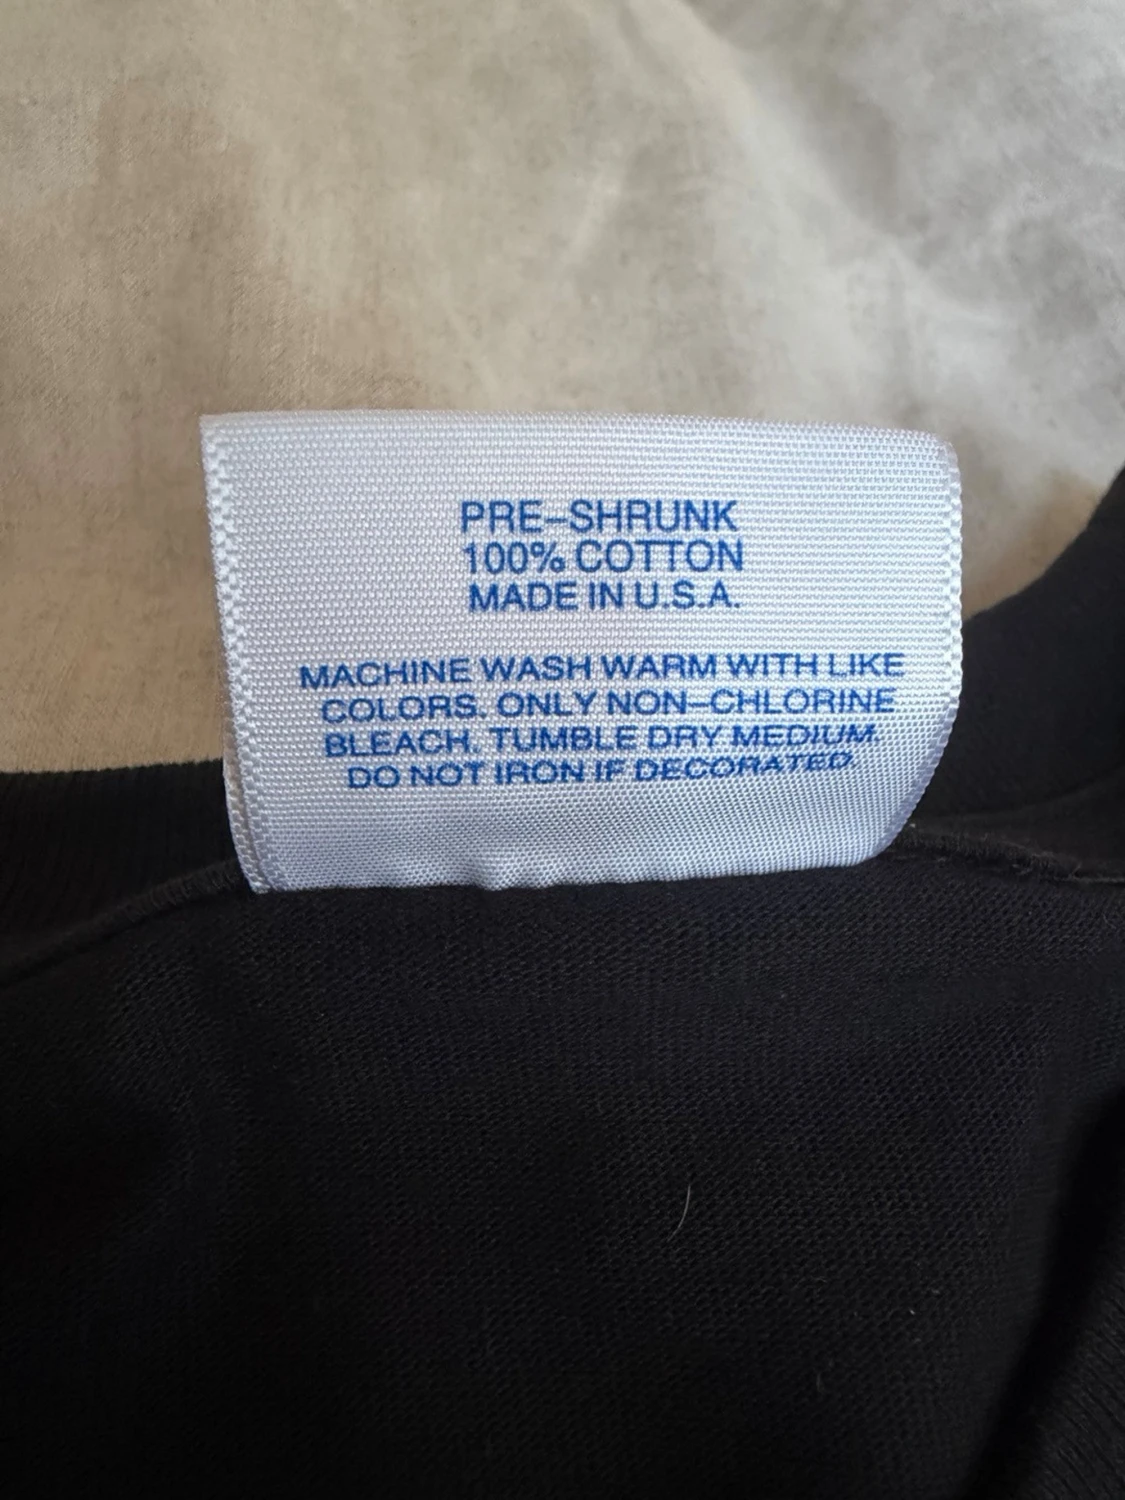 PRE-SHRUNK
100% COTTON
MADE IN U.S.A.
MACHINE WASH WARM WITH LIKE
COLORS. ONLY NON-CHLORINE
BLEACH. TUMBLE DRY MEDIUM.
DO NOT IRON IF DECORATED.